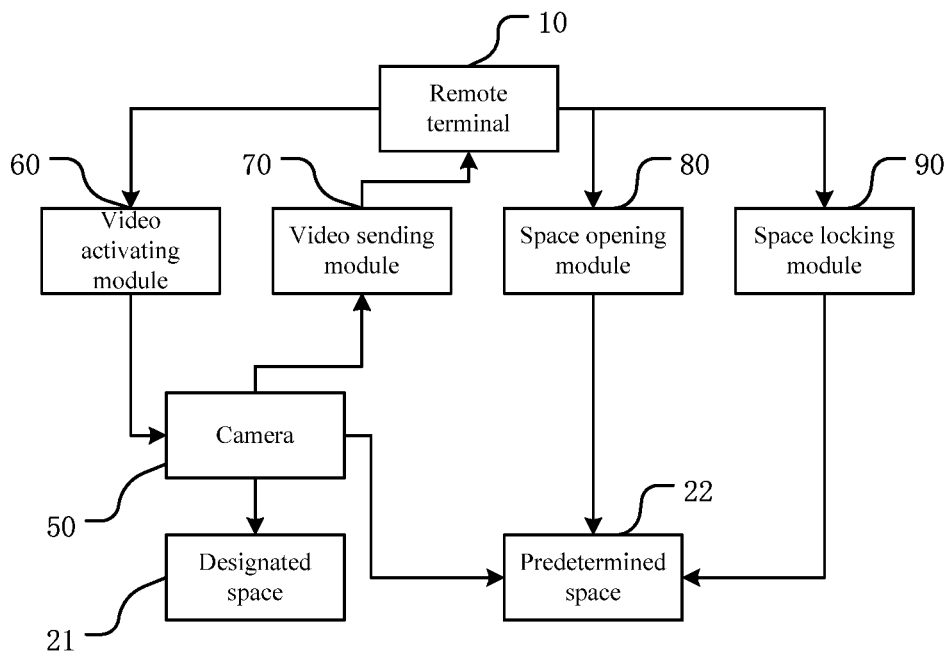 10
Remote
terminal
60
70
80
90
Video
activating
module
Video sending
module
Space opening
module
Space locking
module
Camera
50
22
Designated
space
Predetermined
space
21